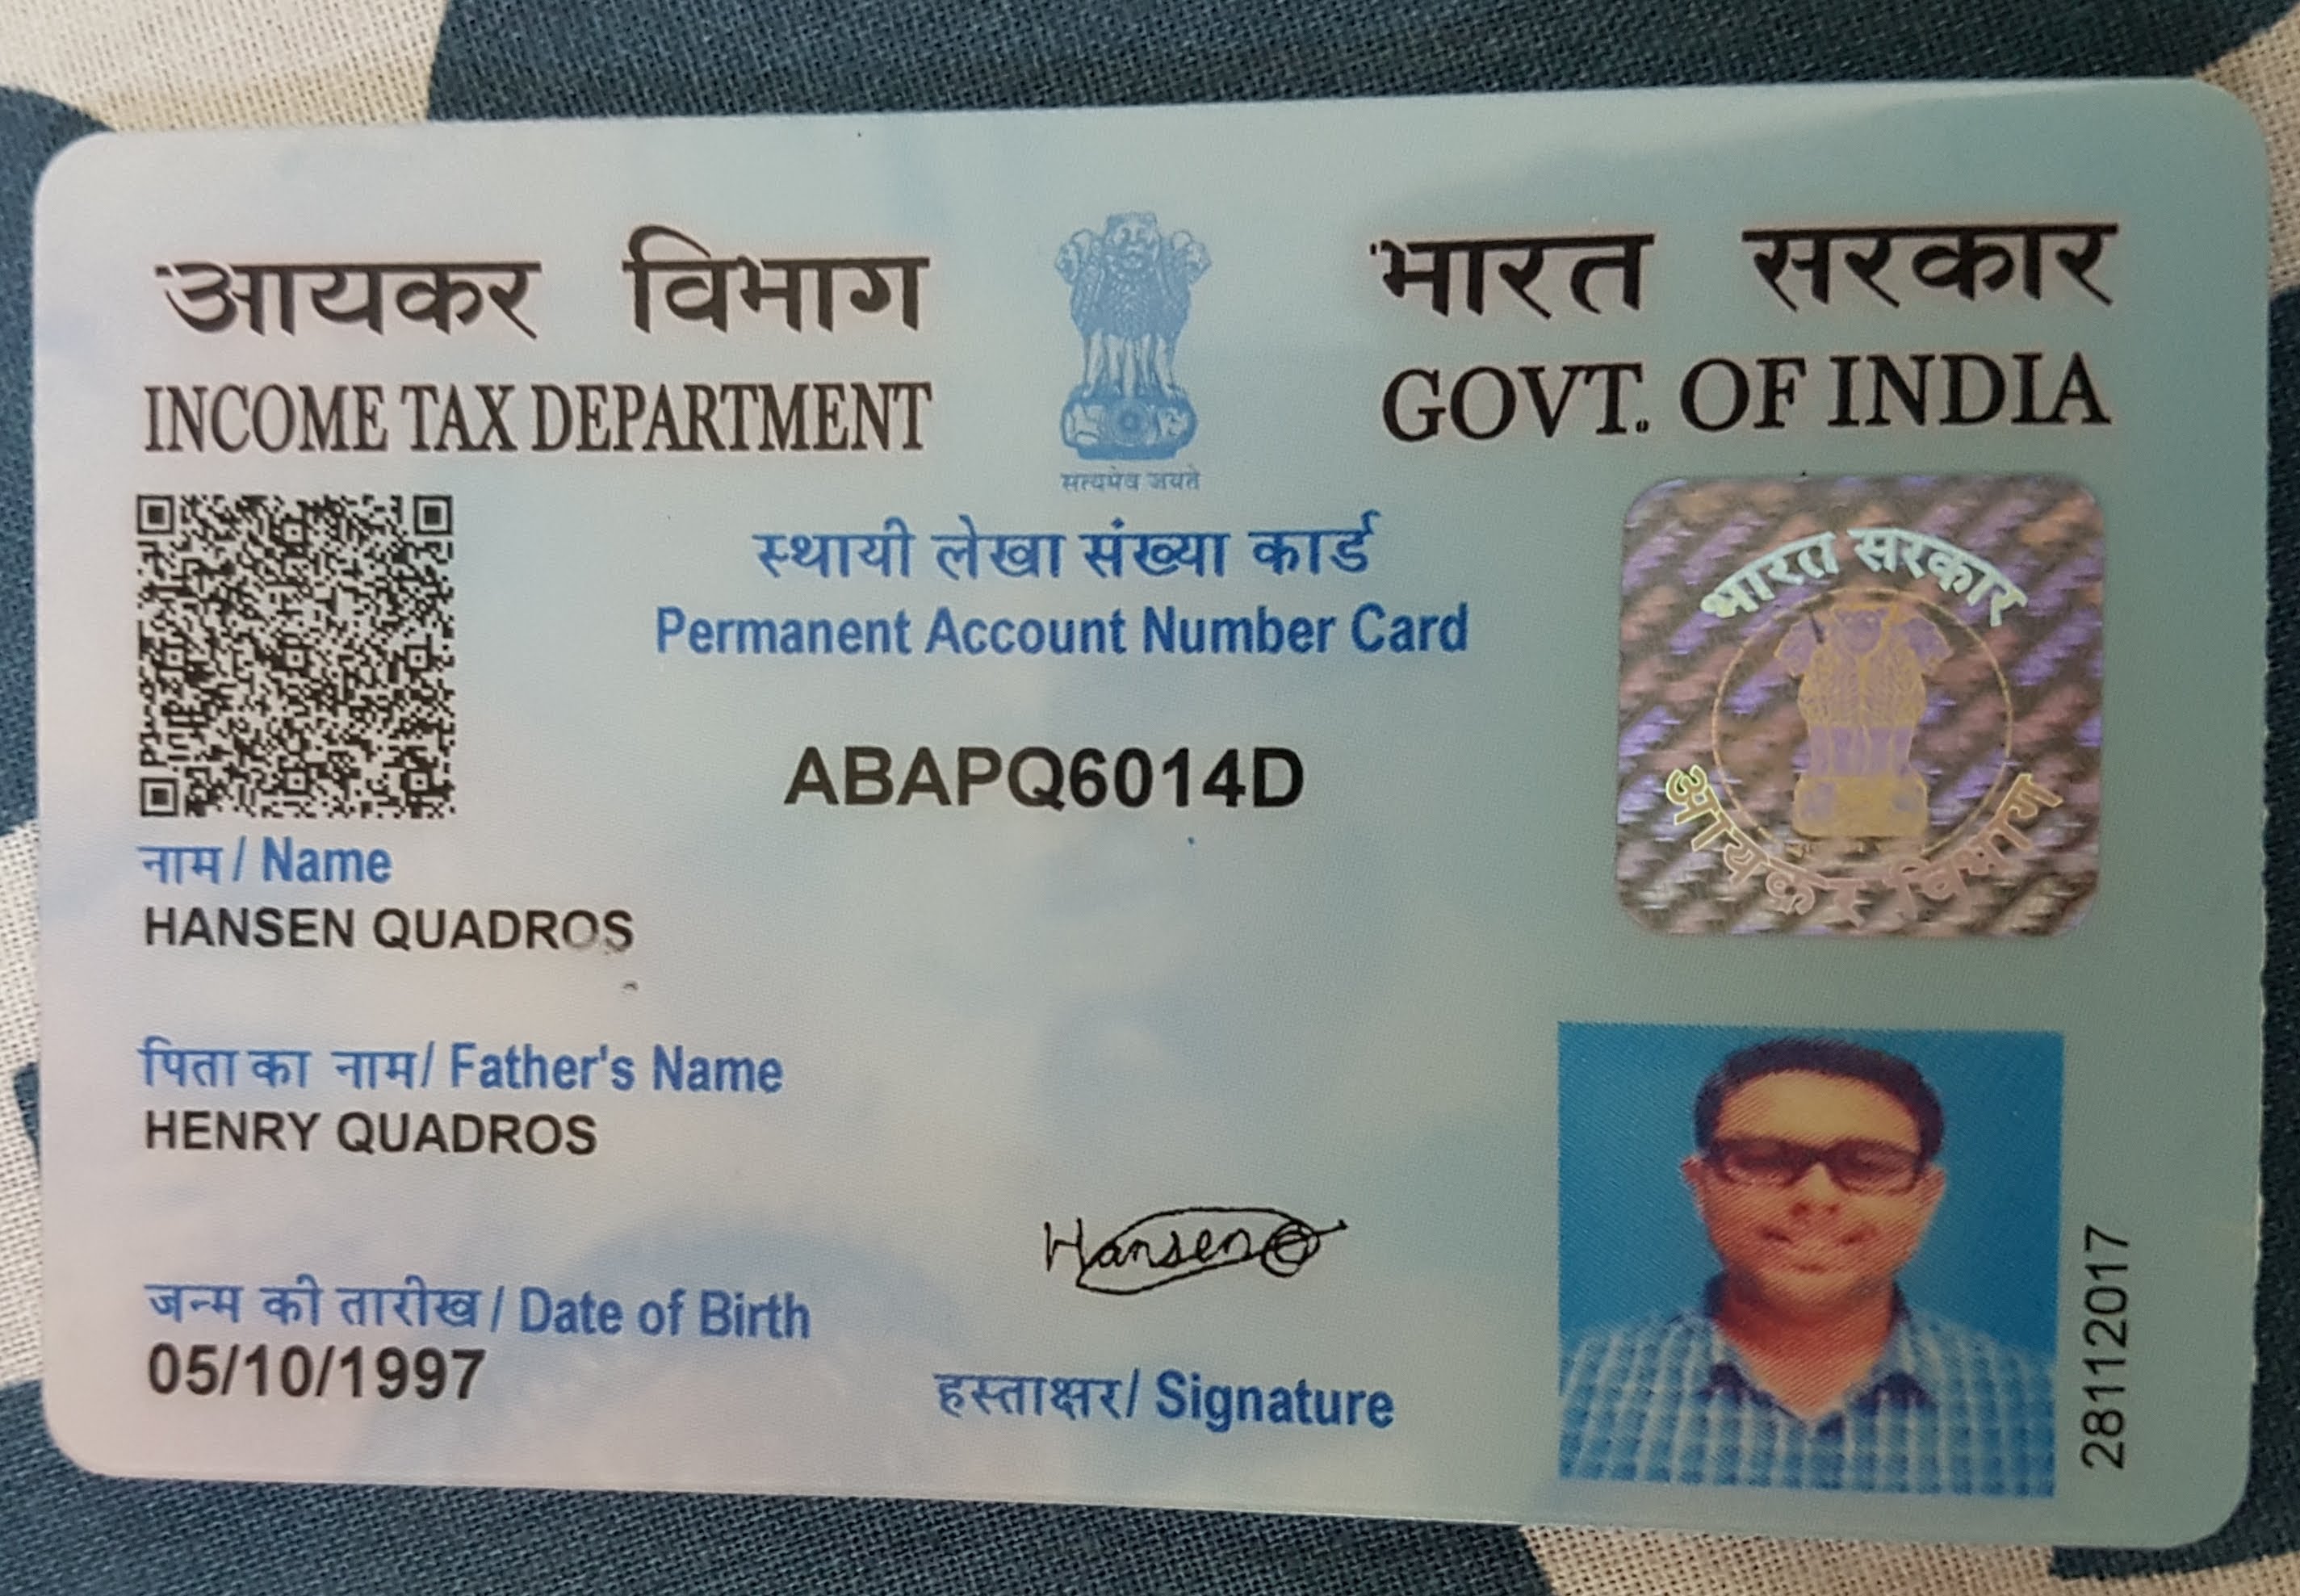 आयकर विभाग
INCOME TAX DEPARTMENT
सत्यमेव जयते
भारत सरकार
GOVT. OF INDIA
स्थायी लेखा संख्या कार्ड
Permanent Account Number Card
ABAPQ6014D
भारत सरकार
आयकर विभाग
नाम / Name
HANSEN QUADROS
पिता का नाम / Father's Name
HENRY QUADROS
जन्म की तारीख / Date of Birth
05/10/1997
Hansen
हस्ताक्षर / Signature
28112017